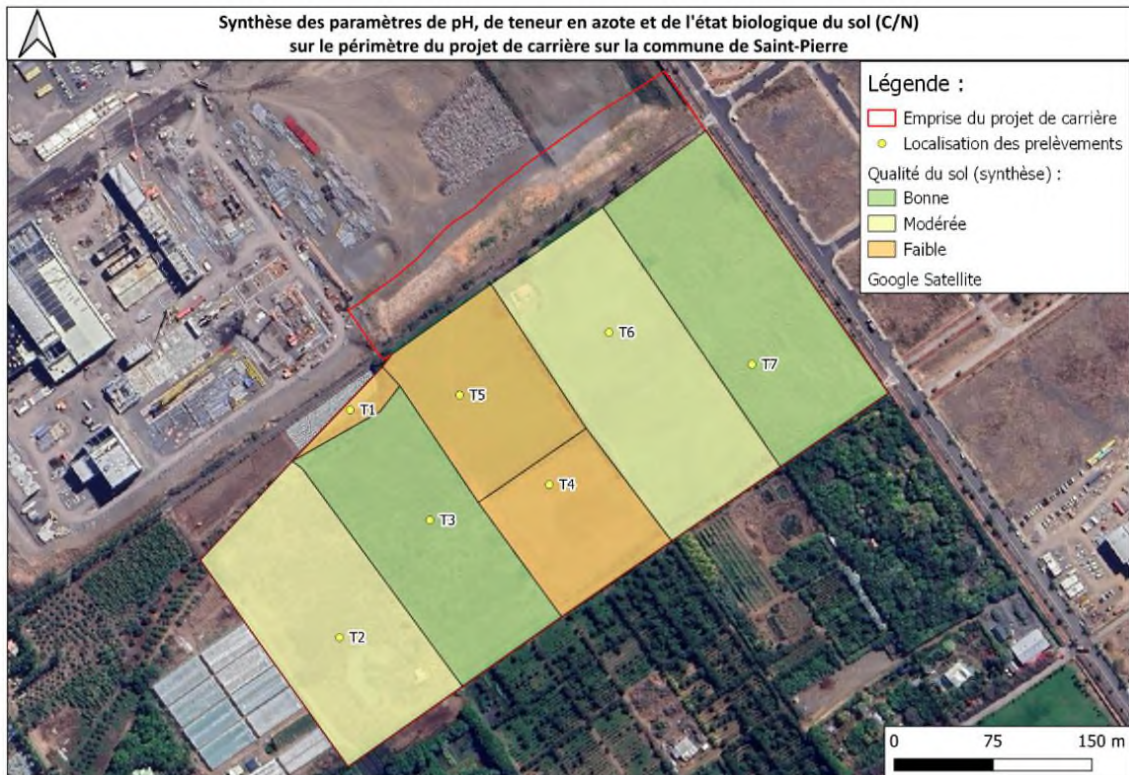 Synthèse des paramètres de pH, de teneur en azote et de l'état biologique du sol (C/N)
sur le périmètre du projet de carrière sur la commune de Saint-Pierre
Légende :
Emprise du projet de carrière
Localisation des prelèvements
Qualité du sol (synthèse) :
Bonne
Modérée
Faible
Google Satellite
T6
T7
T5
T1
T4
T3
T2
0 75 150 m